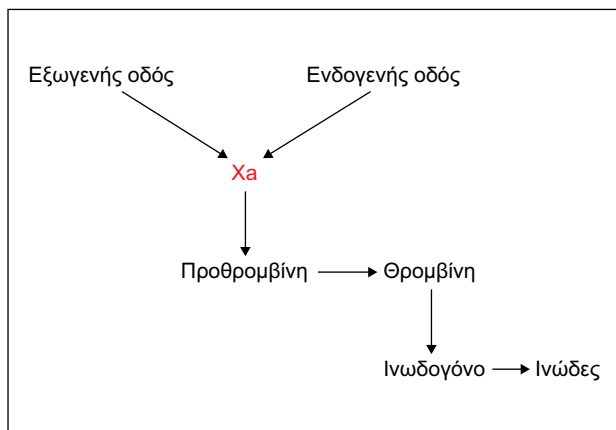 Εξωγενής οδός Ενδογενής οδός
Xa
Προθρομβίνη Θρομβίνη
Ινωδογόνο Ινώδες